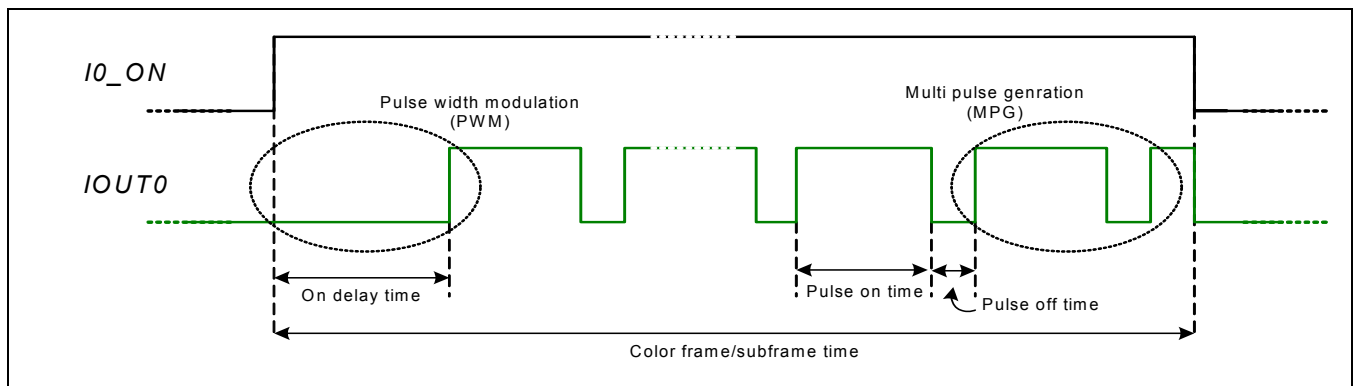 I0_ON
Pulse width modulation
(PWM)
Multi pulse genration
(MPG)
IOUT0
On delay time
Pulse on time
Pulse off time
Color frame/subframe time